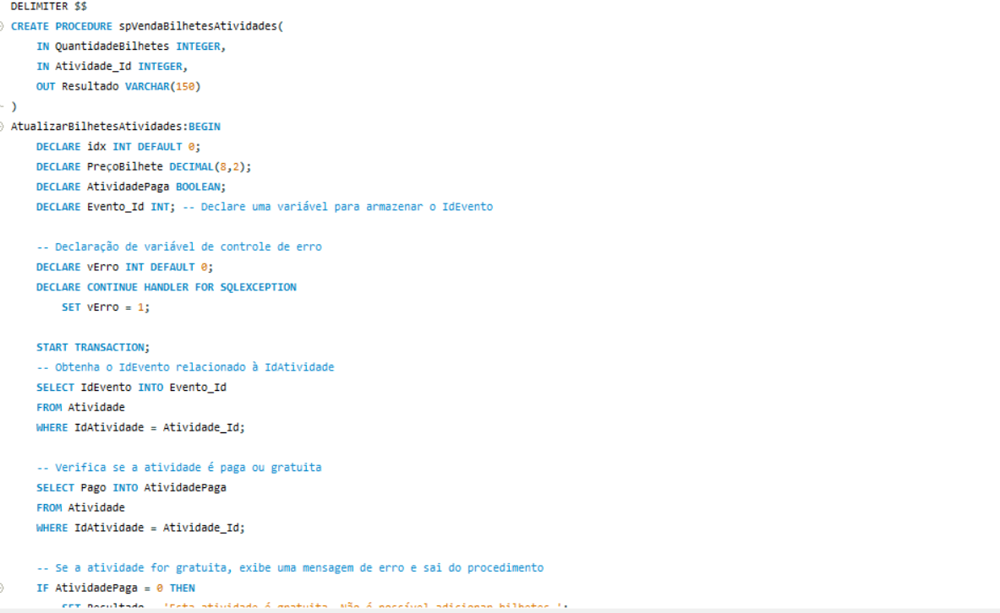 DELIMITER $$
CREATE PROCEDURE spVendaBilhetesAtividades(
    IN QuantidadeBilhetes INTEGER,
    IN Atividade_Id INTEGER,
    OUT Resultado VARCHAR(150)
)
AtualizarBilhetesAtividades:BEGIN
    DECLARE idx INT DEFAULT 0;
    DECLARE PreçoBilhete DECIMAL(8,2);
    DECLARE AtividadePaga BOOLEAN;
    DECLARE Evento_Id INT; -- Declare uma variável para armazenar o IdEvento
    -- Declaração de variável de controle de erro
    DECLARE vErro INT DEFAULT 0;
    DECLARE CONTINUE HANDLER FOR SQLEXCEPTION
        SET vErro = 1;
    START TRANSACTION;
    -- Obtenha o IdEvento relacionado à IdAtividade
    SELECT IdEvento INTO Evento_Id
    FROM Atividade
    WHERE IdAtividade = Atividade_Id;
    -- Verifica se a atividade é paga ou gratuita
    SELECT Pago INTO AtividadePaga
    FROM Atividade
    WHERE IdAtividade = Atividade_Id;
    -- Se a atividade for gratuita, exibe uma mensagem de erro e sai do procedimento
    IF AtividadePaga = 0 THEN
        SET Resultado = 'Esta atividade é gratuita. Não é possível adicionar bilhetes.';